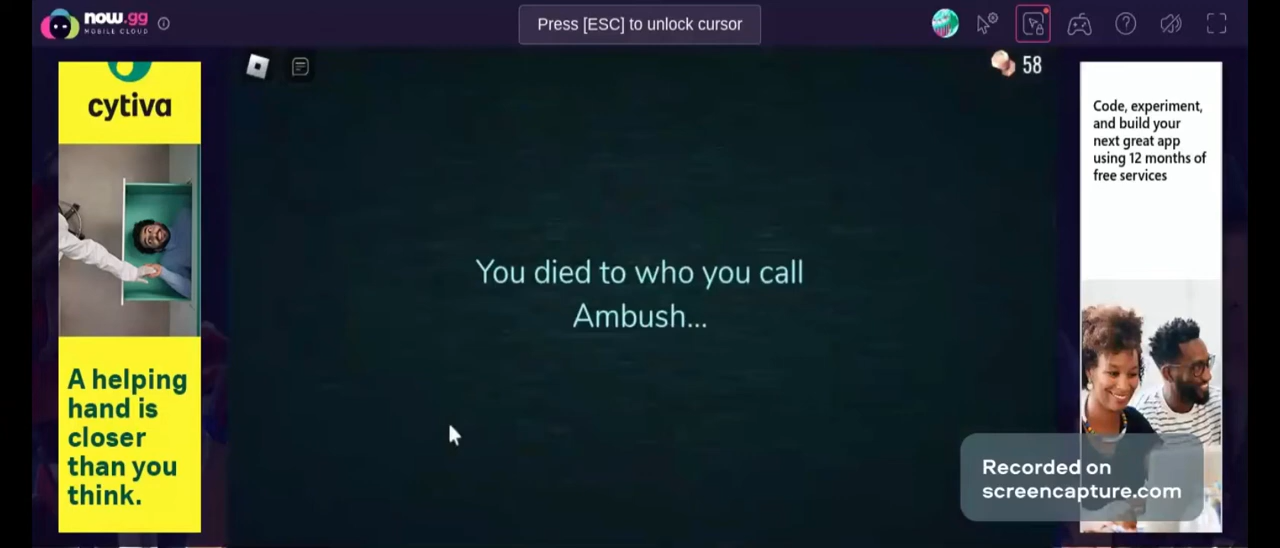 now.gg
MOBILE CLOUD
Press [ESC] to unlock cursor
58
cytiva
A helping
hand is
closer
than you
think.
You died to who you call
Ambush...
Code, experiment,
and build your
next great app
using 12 months of
free services
Recorded on
screencapture.com